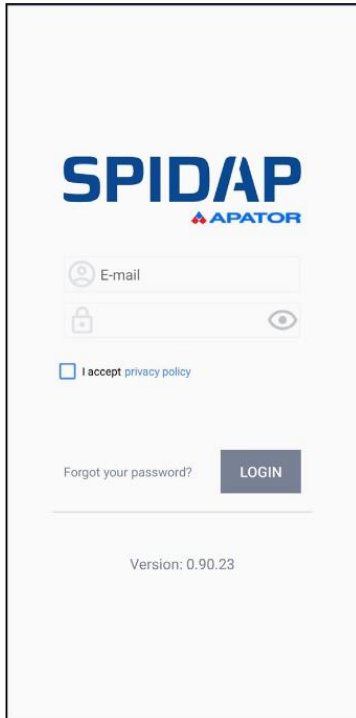 SPIDAP
APATOR
E-mail
I accept privacy policy
Forgot your password? LOGIN
Version: 0.90.23